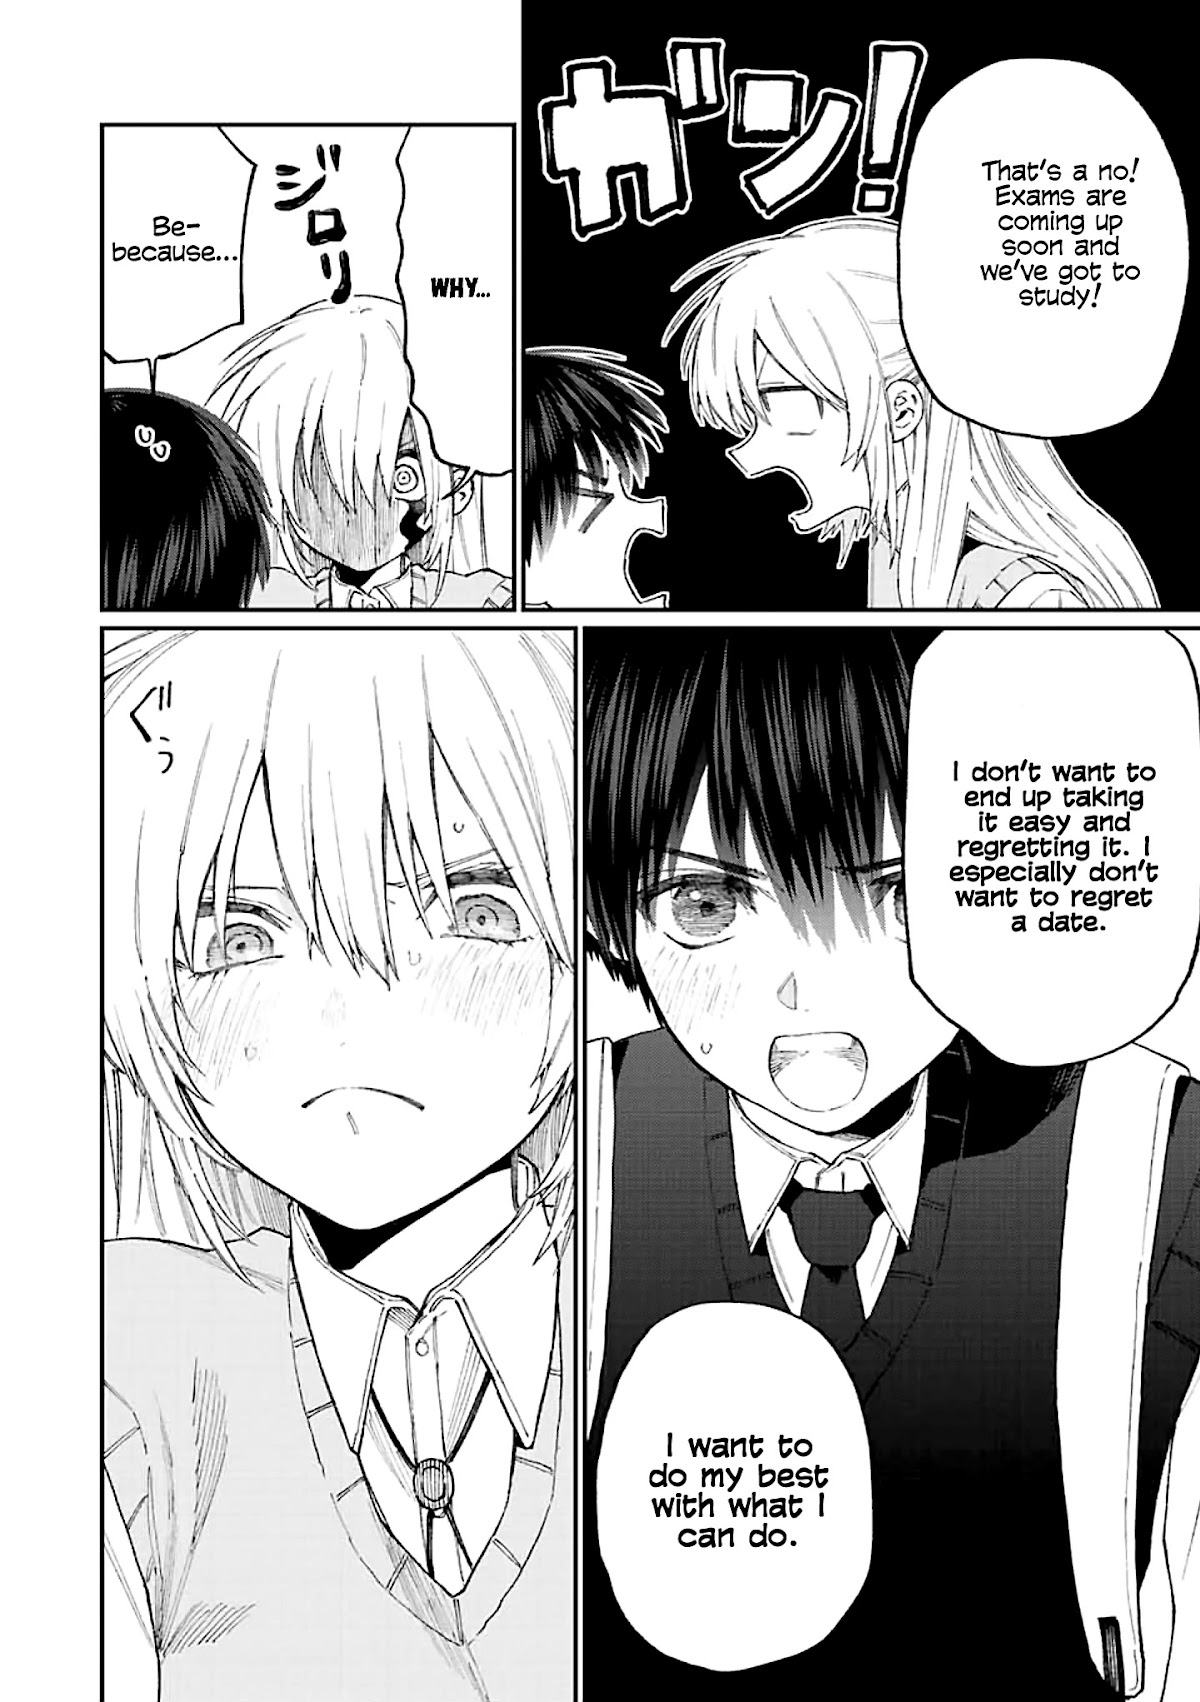 ガン！
That's a no!
Exams are
coming up
soon and
we've got to
study!
ジロリ
WHY...
Be-
because...
I don't want to
end up taking
it easy and
regretting it. I
especially don't
want to regret
a date.
I want to
do my best
with what I
can do.
ぐぅ